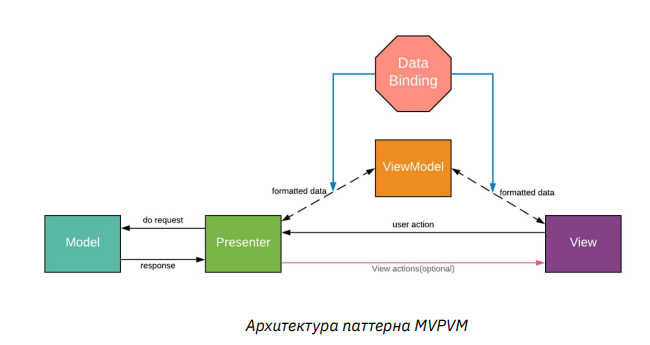 Data
Binding
ViewModel
formatted data
formatted data
do request
user action
Model
Presenter
View
response
View actions(optional)
Архитектура паттерна MVPVM